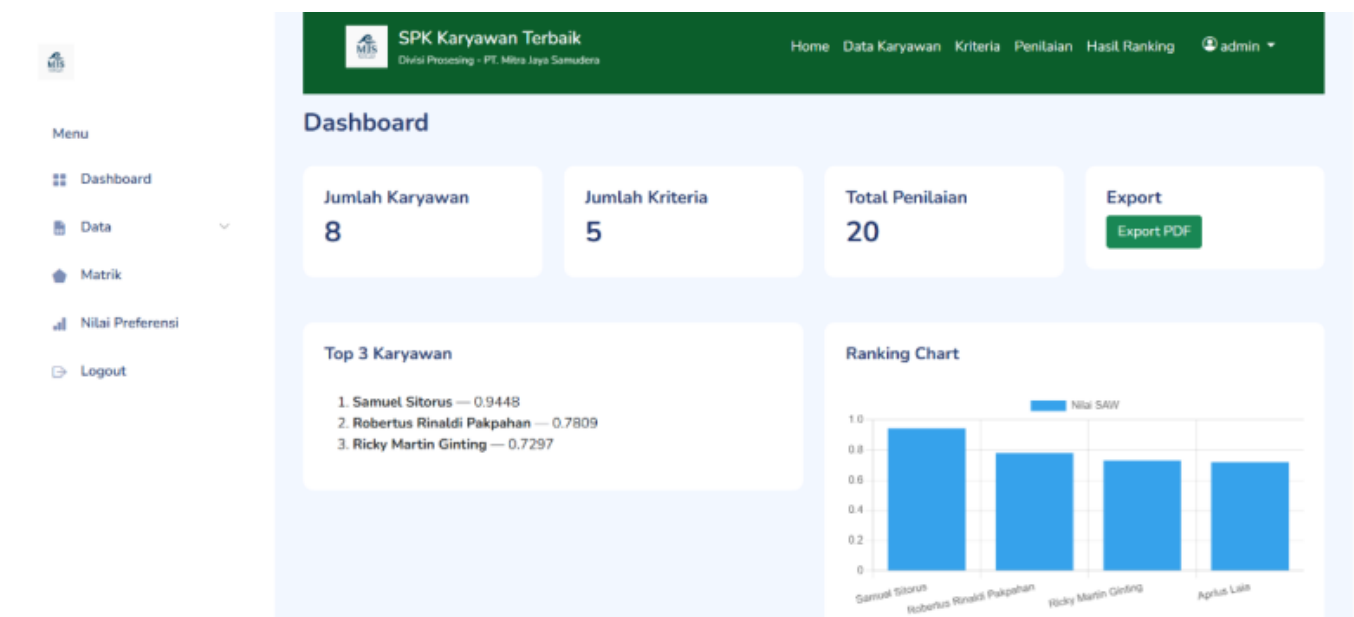 MIS
Menu
Dashboard
Data
Matrik
Nilai Preferensi
Logout
MIS
SPK Karyawan Terbaik
Divisi Prosesing - PT. Mitra Jaya Samudera
Home Data Karyawan Kriteria Penilaian Hasil Ranking admin
Dashboard
Jumlah Karyawan
8
Jumlah Kriteria
5
Total Penilaian
20
Export
Export PDF
Top 3 Karyawan
1. Samuel Sitorus — 0.9448
2. Robertus Rinaldi Pakpahan — 0.7809
3. Ricky Martin Ginting — 0.7297
Ranking Chart
Nilai SAW
1.0
0.8
0.6
0.4
0.2
0
Samuel Sitorus
Robertus Rinaldi Pakpahan
Ricky Martin Ginting
Aprius Laia